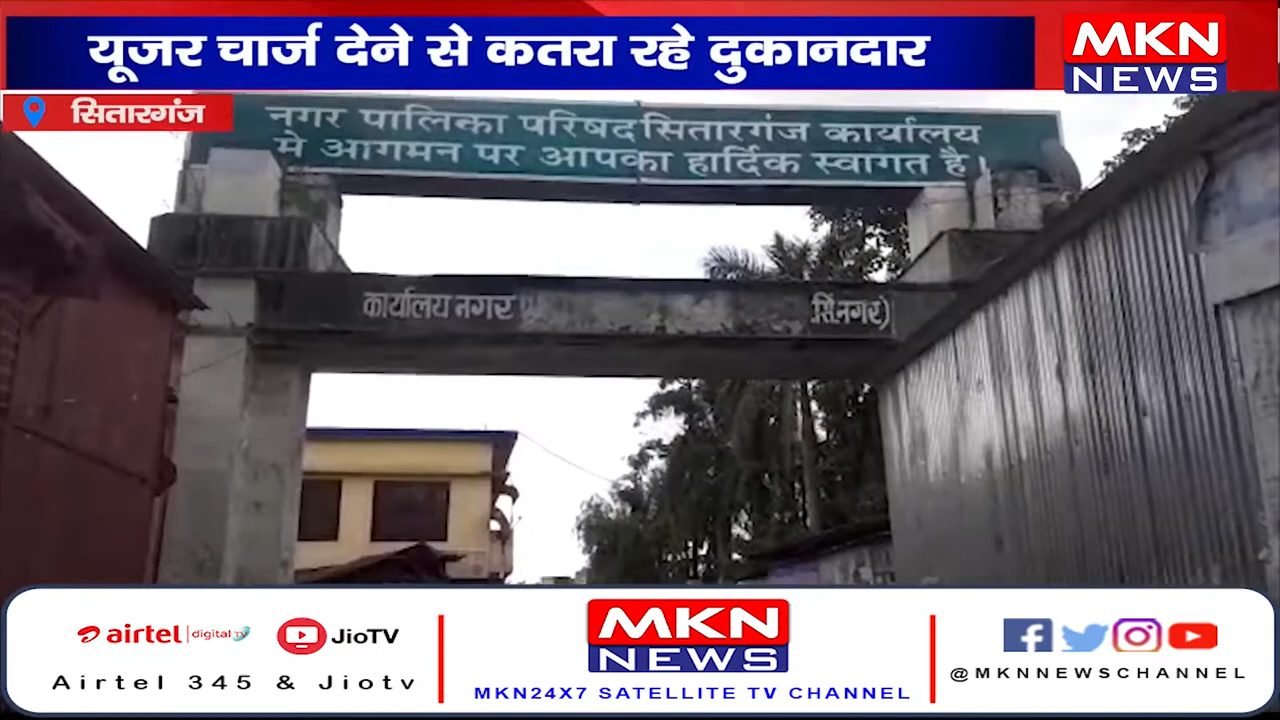 यूजर चार्ज देने से कतरा रहे दुकानदार
MKN
NEWS
सितारगंज
नगर पालिका परिषद सितारगंज कार्यालय
मे आगमन पर आपका हार्दिक स्वागत है।
कार्यालय नगर
सिं.नगर)
airtel digital TV
JioTV
Airtel 345 & Jiotv
MKN
NEWS
MKN24X7 SATELLITE TV CHANNEL
@MKNNEWSCHANNEL